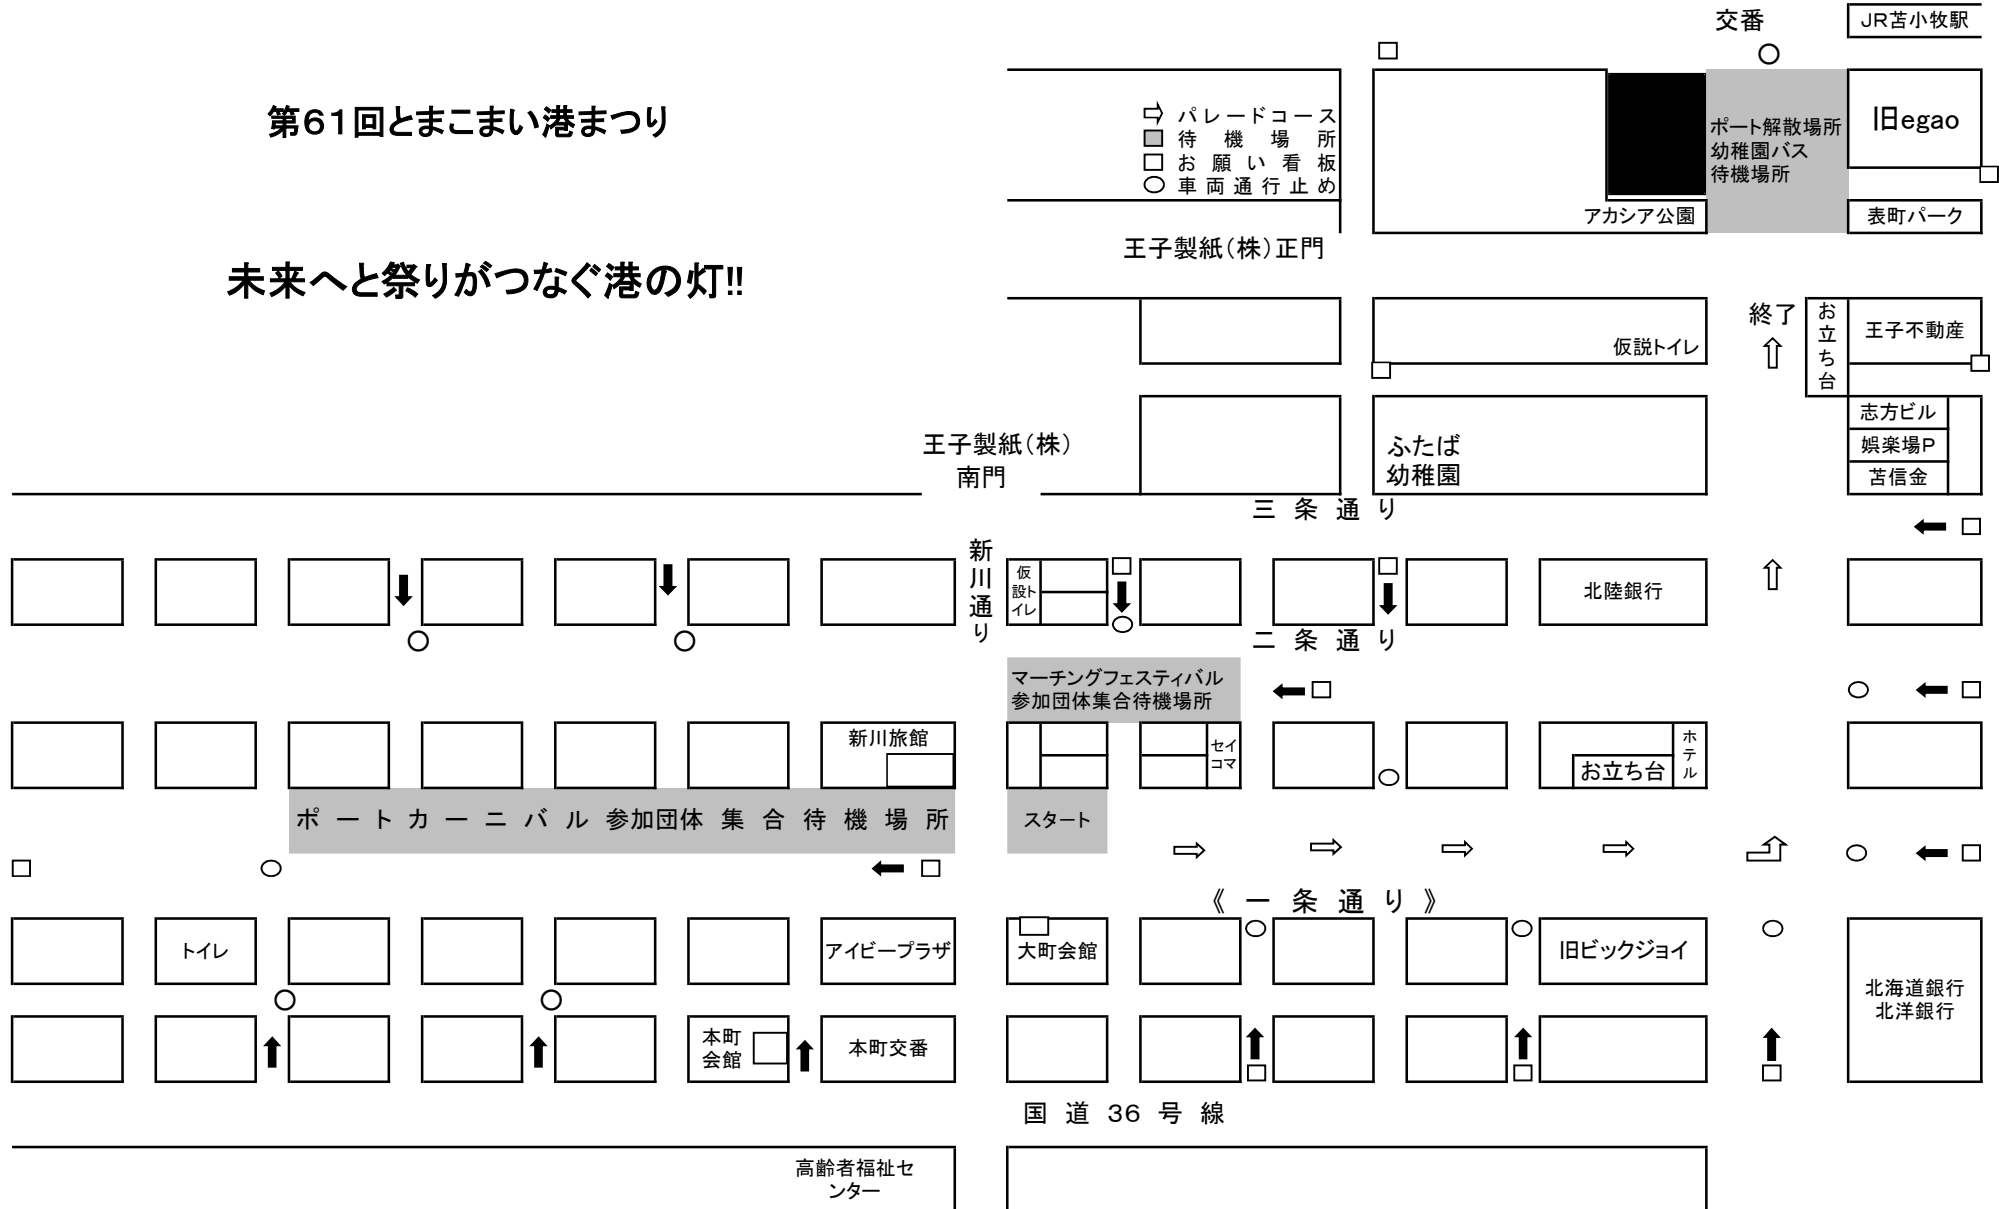 交番
JR苫小牧駅
第61回とまこまい港まつり
パレードコース
待機場所
お願い看板
車両通行止め
ポート解散場所
幼稚園バス
待機場所
旧egao
アカシア公園
表町パーク
王子製紙(株)正門
未来へと祭りがつなぐ港の灯!!
終了
お立ち台
王子不動産
仮説トイレ
志方ビル
娯楽場P
苫信金
王子製紙(株)
南門
ふたば
幼稚園
三条通り
新川通り
仮
設ト
イレ
北陸銀行
二条通り
マーチングフェスティバル
参加団体集合待機場所
新川旅館
セイ
コマ
お立ち台
ホテル
ポートカーニバル参加団体集合待機場所
スタート
《一条通り》
トイレ
アイビープラザ
大町会館
旧ビックジョイ
北海道銀行
北洋銀行
本町
会館
本町交番
国道36号線
高齢者福祉セ
ンター